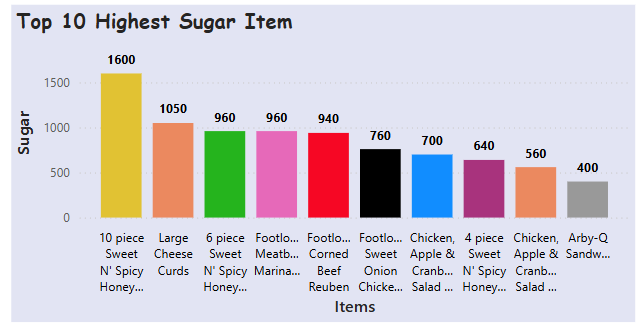 Top 10 Highest Sugar Item
1600
1050
960
960
940
760
700
640
560
400
1500
1000
500
0
Sugar
10 piece
Sweet
N' Spicy
Honey...
Large
Cheese
Curds
6 piece
Sweet
N' Spicy
Honey...
Footlo...
Meatb...
Marina...
Footlo...
Corned
Beef
Reuben
Footlo...
Sweet
Onion
Chicke...
Chicken,
Apple &
Cranb...
Salad ...
4 piece
Sweet
N' Spicy
Honey...
Chicken,
Apple &
Cranb...
Salad ...
Arby-Q
Sandw...
Items